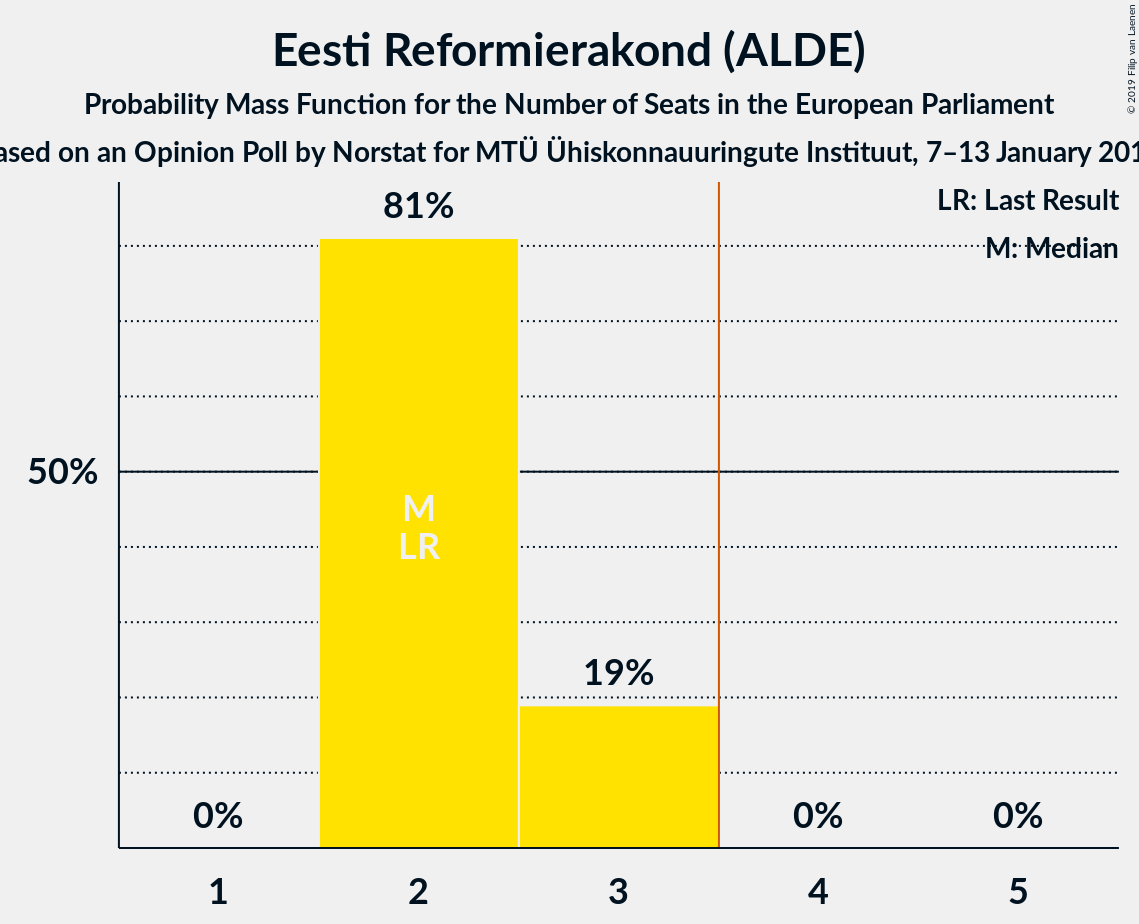 Eesti Reformierakond (ALDE)
Probability Mass Function for the Number of Seats in the European Parliament
ased on an Opinion Poll by Norstat for MTÜ Ühiskonnauuringute Instituut, 7–13 January 201
© 2019 Filip van Laenen
LR: Last Result
M: Median
81%
50%
M
LR
19%
0%
0%
0%
1
2
3
4
5